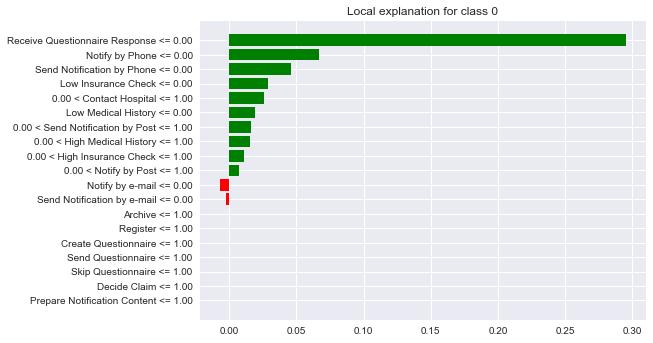 Local explanation for class 0
Receive Questionnaire Response <= 0.00
Notify by Phone <= 0.00
Send Notification by Phone <= 0.00
Low Insurance Check <= 0.00
0.00 < Contact Hospital <= 1.00
Low Medical History <= 0.00
0.00 < Send Notification by Post <= 1.00
0.00 < High Medical History <= 1.00
0.00 < High Insurance Check <= 1.00
0.00 < Notify by Post <= 1.00
Notify by e-mail <= 0.00
Send Notification by e-mail <= 0.00
Archive <= 1.00
Register <= 1.00
Create Questionnaire <= 1.00
Send Questionnaire <= 1.00
Skip Questionnaire <= 1.00
Decide Claim <= 1.00
Prepare Notification Content <= 1.00
0.00 0.05 0.10 0.15 0.20 0.25 0.30